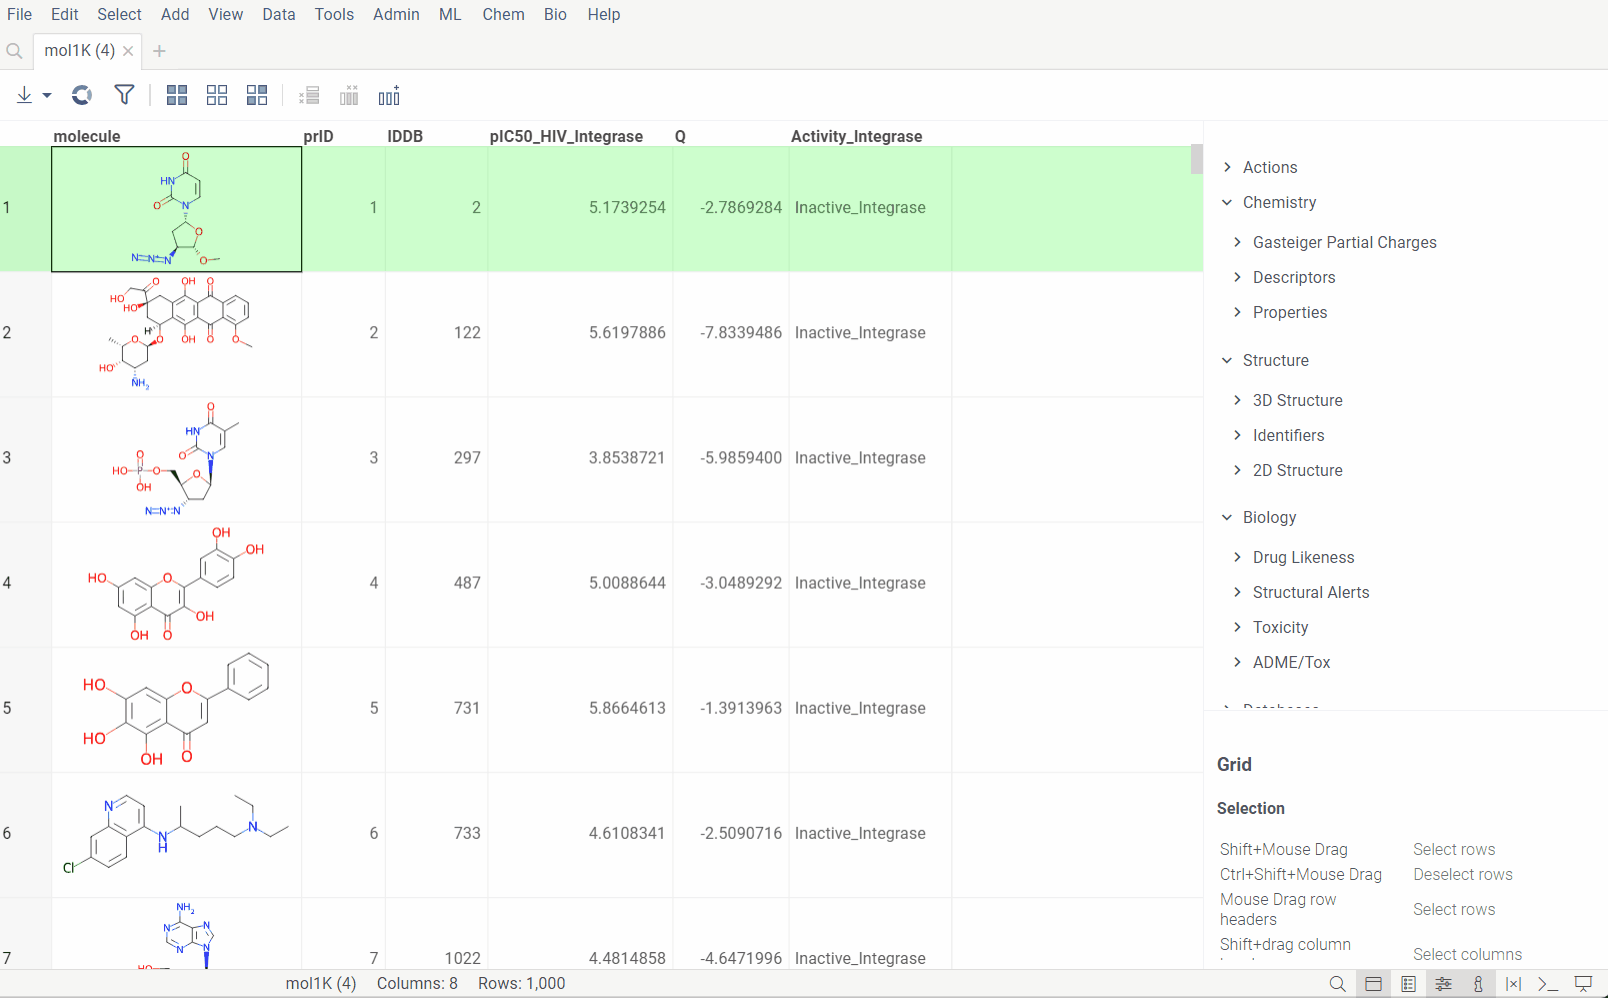 File Edit Select Add View Data Tools Admin ML Chem Bio Help
mol1K (4)
molecule prID IDDB pIC50_HIV_Integrase Q Activity_Integrase
1 O NH O N O N N+ N O 1 2 5.1739254 -2.7869284 Inactive_Integrase
2 O HO HO OH O H O O OH O O HO NH2 2 122 5.6197886 -7.8339486 Inactive_Integrase
3 O HN O N O HO P O O OH N N+ N 3 297 3.8538721 -5.9859400 Inactive_Integrase
4 OH OH HO O OH OH O 4 487 5.0088644 -3.0489292 Inactive_Integrase
5 HO O HO OH O 5 731 5.8664613 -1.3913963 Inactive_Integrase
6 N N H N Cl 6 733 4.6108341 -2.5090716 Inactive_Integrase
7 NH2 N N N N HO 7 1022 4.4814858 -4.6471996 Inactive_Integrase
Actions
Chemistry
Gasteiger Partial Charges
Descriptors
Properties
Structure
3D Structure
Identifiers
2D Structure
Biology
Drug Likeness
Structural Alerts
Toxicity
ADME/Tox
Grid
Selection
Shift+Mouse Drag Select rows
Ctrl+Shift+Mouse Drag Deselect rows
Mouse Drag row
headers Select rows
Shift+drag column
Select columns
mol1K (4) Columns: 8 Rows: 1,000